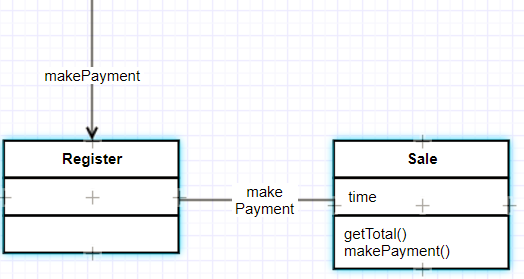 makePayment
Register
Sale
make
Payment
time
getTotal()
makePayment()